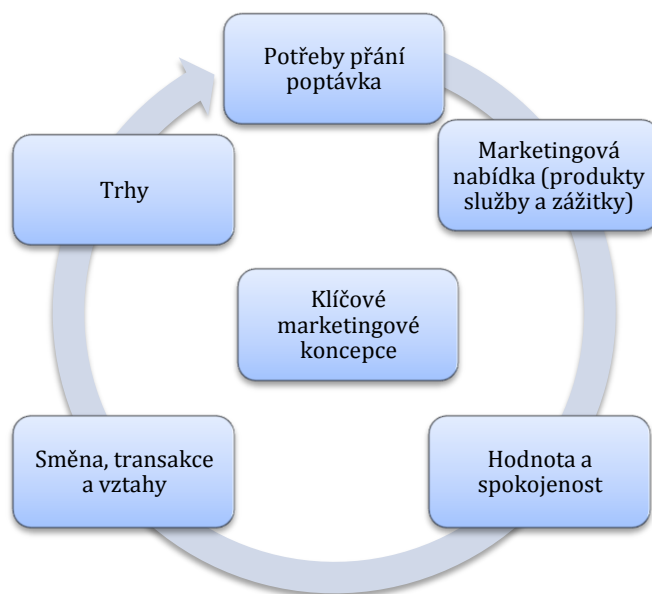 Potřeby přání
poptávka
Marketingová
nabídka (produkty
služby a zážitky)
Hodnota a
spokojenost
Směna, transakce
a vztahy
Trhy
Klíčové
marketingové
koncepce